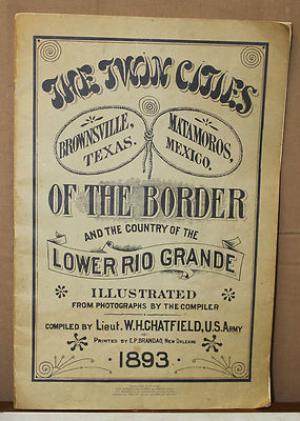 THE TWIN CITIES
BROWNSVILLE, TEXAS.
MATAMOROS, MEXICO,
OF THE BORDER
AND THE COUNTRY OF THE
LOWER RIO GRANDE
ILLUSTRATED
FROM PHOTOGRAPHS BY THE COMPILER
COMPILED BY Lieut. W.H.CHATFIELD, U.S. ARMY
PRINTED BY E.P. BRANDAO, NEW ORLEANS
·1893·